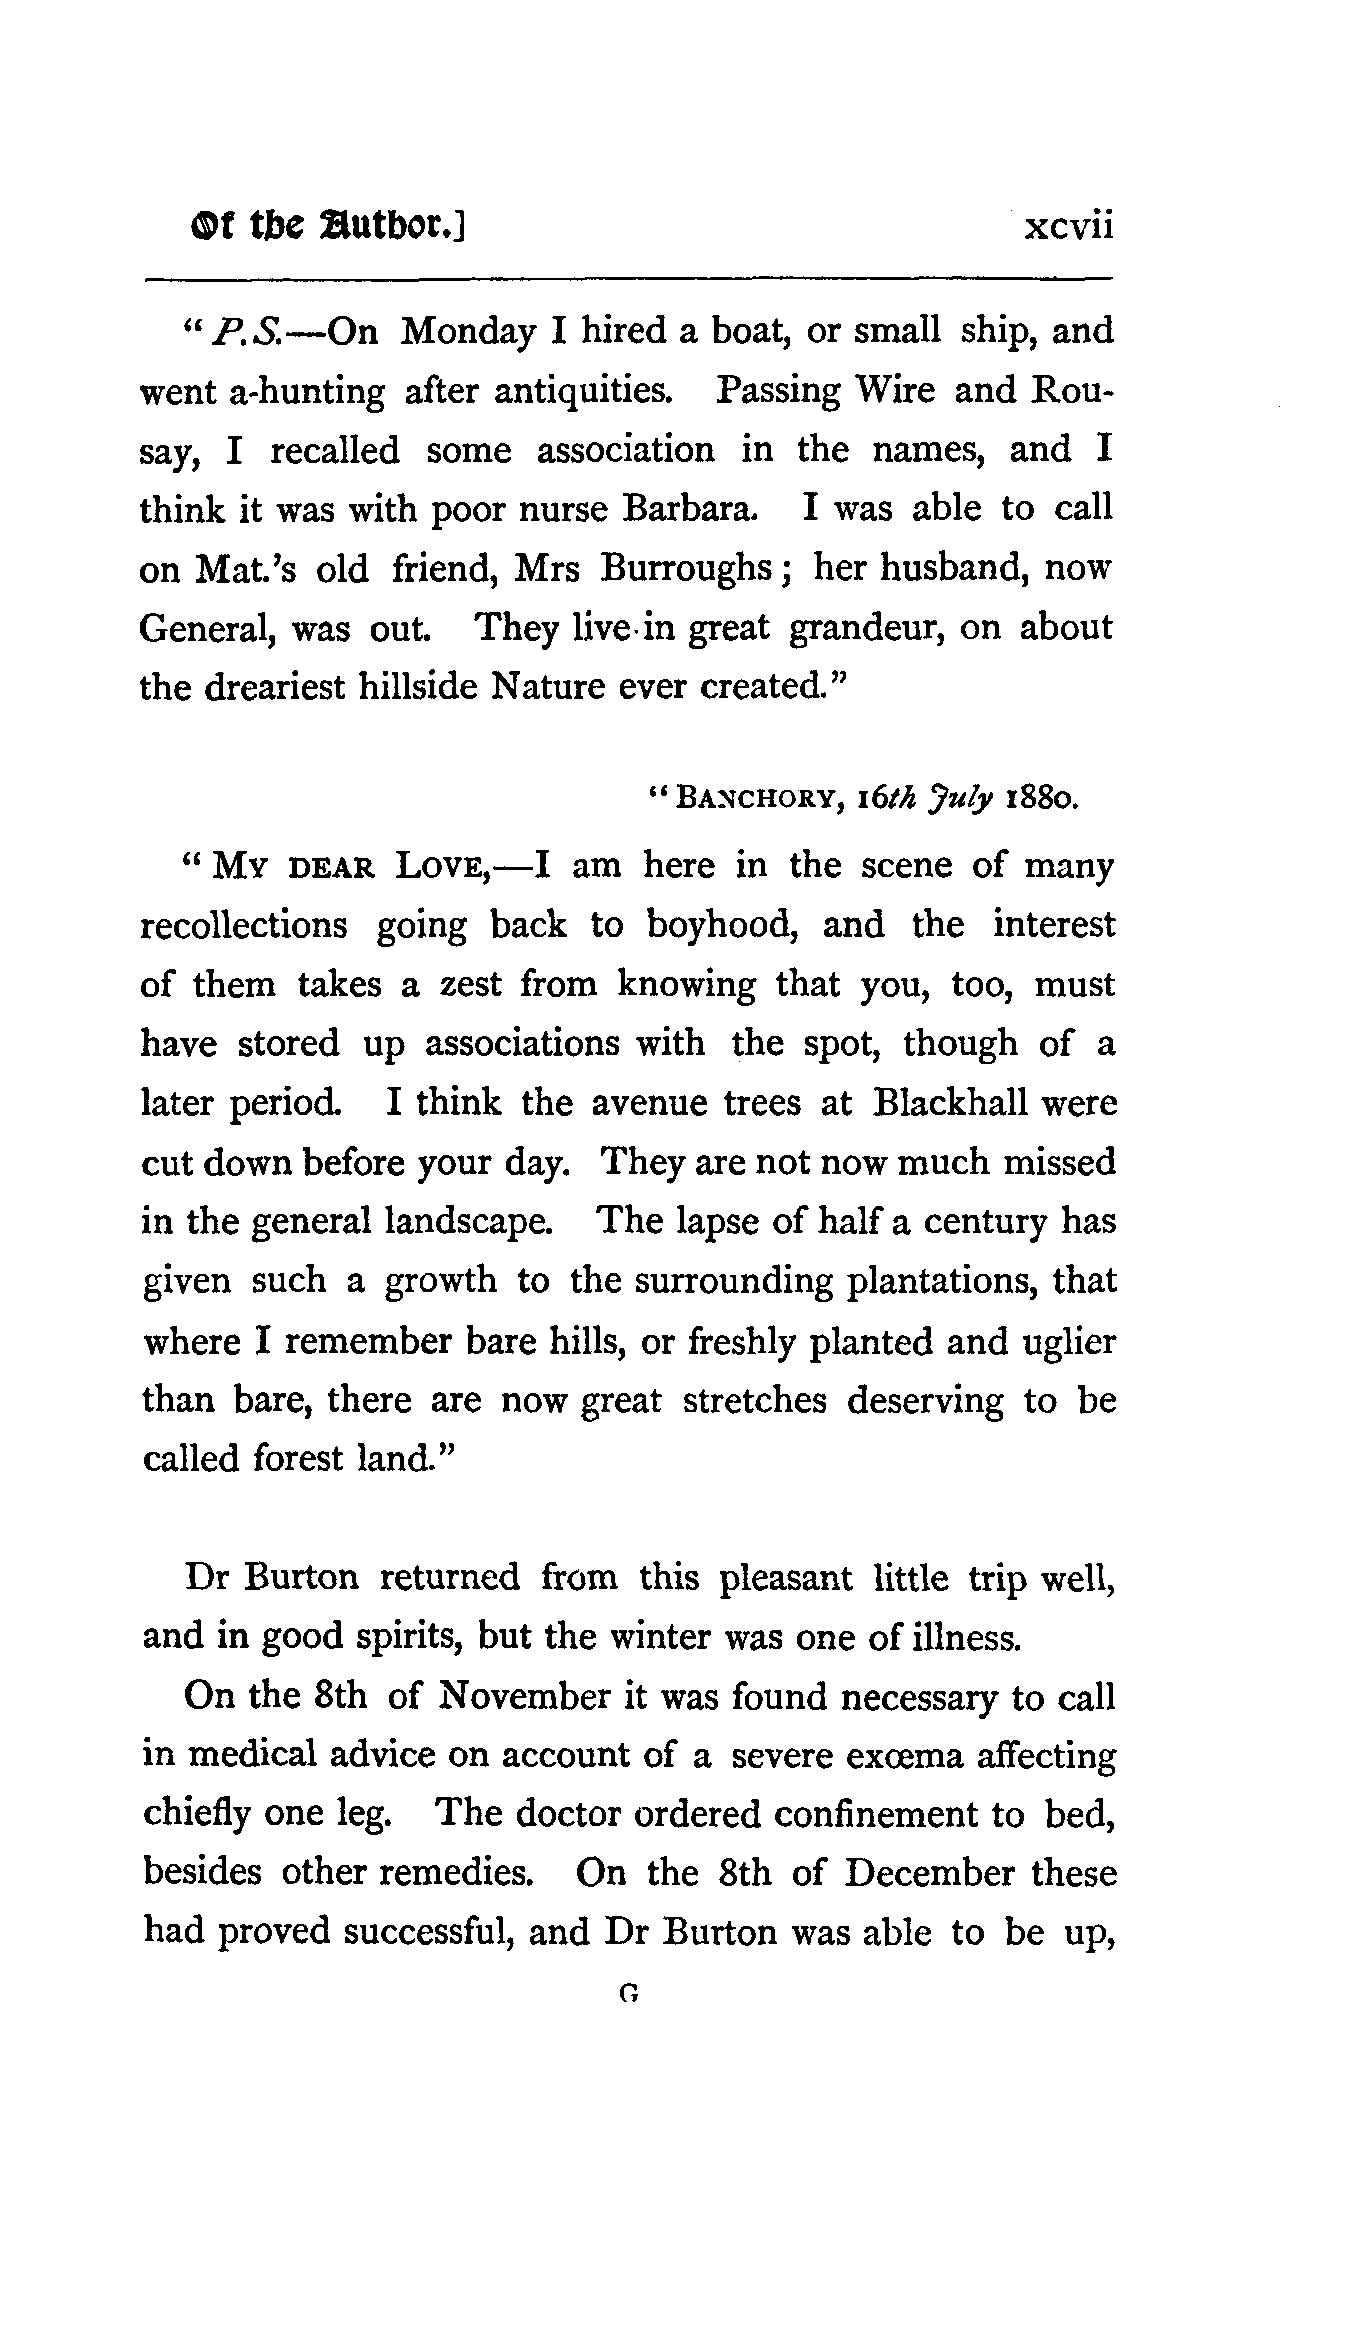 Of the Author.] xcvii
" P.S.—On Monday I hired a boat, or small ship, and
went a-hunting after antiquities. Passing Wire and Rou-
say, I recalled some association in the names, and I
think it was with poor nurse Barbara. I was able to call
on Mat.'s old friend, Mrs Burroughs; her husband, now
General, was out. They live in great grandeur, on about
the dreariest hillside Nature ever created."
" BANCHORY, 16th July 1880.
" MY DEAR LOVE,—I am here in the scene of many
recollections going back to boyhood, and the interest
of them takes a zest from knowing that you, too, must
have stored up associations with the spot, though of a
later period. I think the avenue trees at Blackhall were
cut down before your day. They are not now much missed
in the general landscape. The lapse of half a century has
given such a growth to the surrounding plantations, that
where I remember bare hills, or freshly planted and uglier
than bare, there are now great stretches deserving to be
called forest land."
Dr Burton returned from this pleasant little trip well,
and in good spirits, but the winter was one of illness.
On the 8th of November it was found necessary to call
in medical advice on account of a severe exœma affecting
chiefly one leg. The doctor ordered confinement to bed,
besides other remedies. On the 8th of December these
had proved successful, and Dr Burton was able to be up,
G